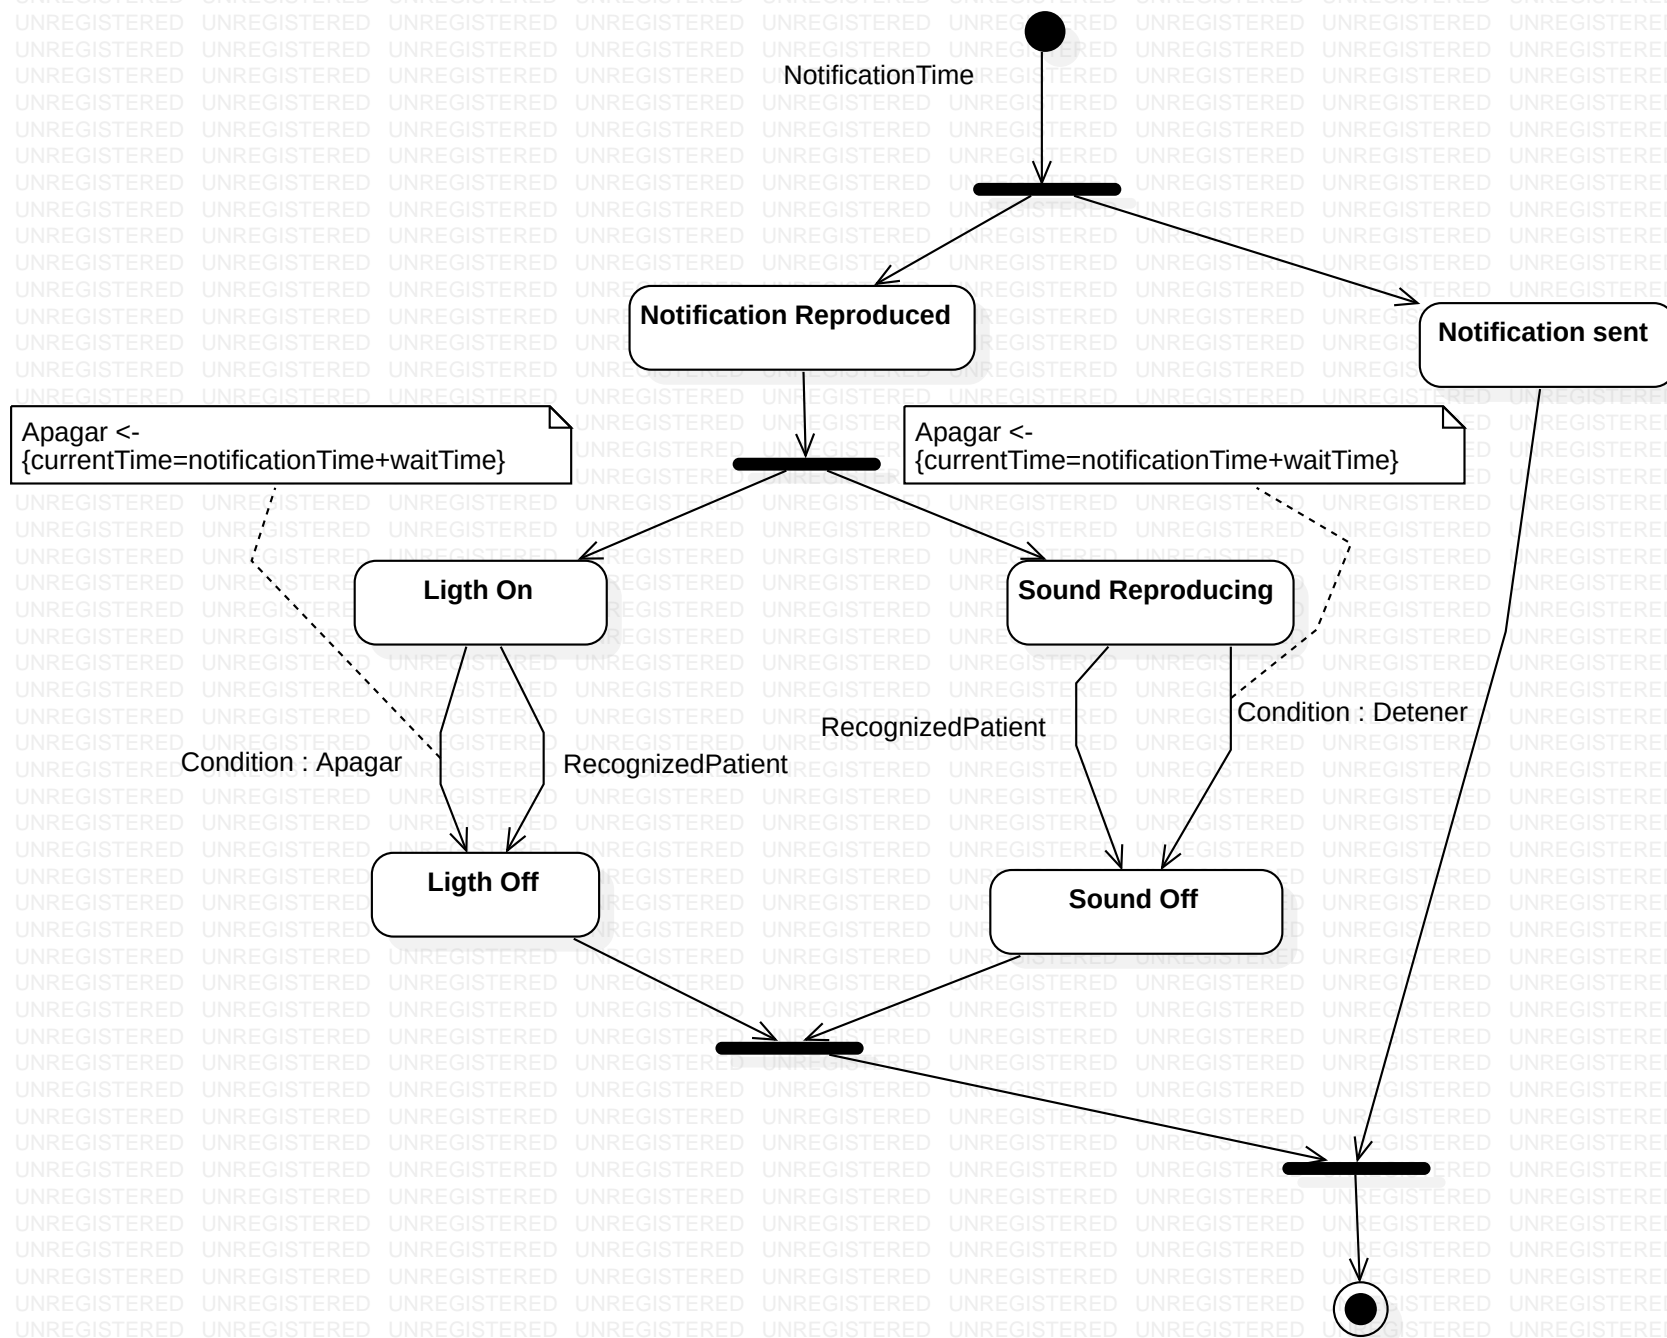 NotificationTime
Notification Reproduced
Notification sent
Apagar <-
{currentTime=notificationTime+waitTime}
Apagar <-
{currentTime=notificationTime+waitTime}
Ligth On
Sound Reproducing
Condition : Apagar
RecognizedPatient
RecognizedPatient
Condition : Detener
Ligth Off
Sound Off
UNREGISTERED